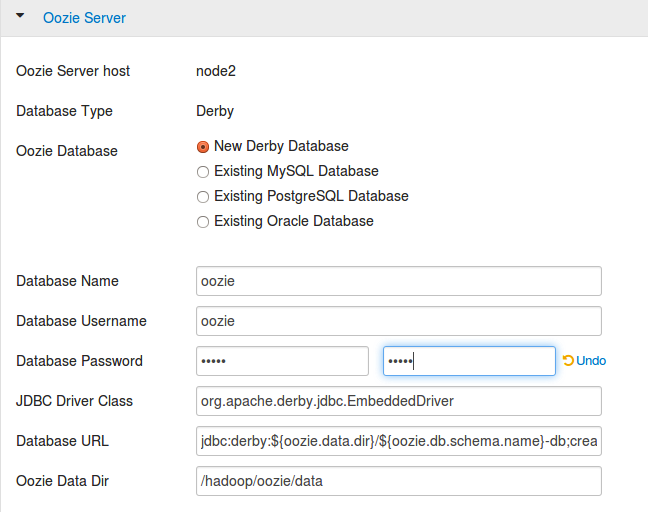 Oozie Server
Oozie Server host node2
Database Type Derby
Oozie Database New Derby Database
Existing MySQL Database
Existing PostgreSQL Database
Existing Oracle Database
Database Name oozie
Database Username oozie
Database Password ••••• ••••• Undo
JDBC Driver Class org.apache.derby.jdbc.EmbeddedDriver
Database URL jdbc:derby:${oozie.data.dir}/${oozie.db.schema.name}-db;crea
Oozie Data Dir /hadoop/oozie/data